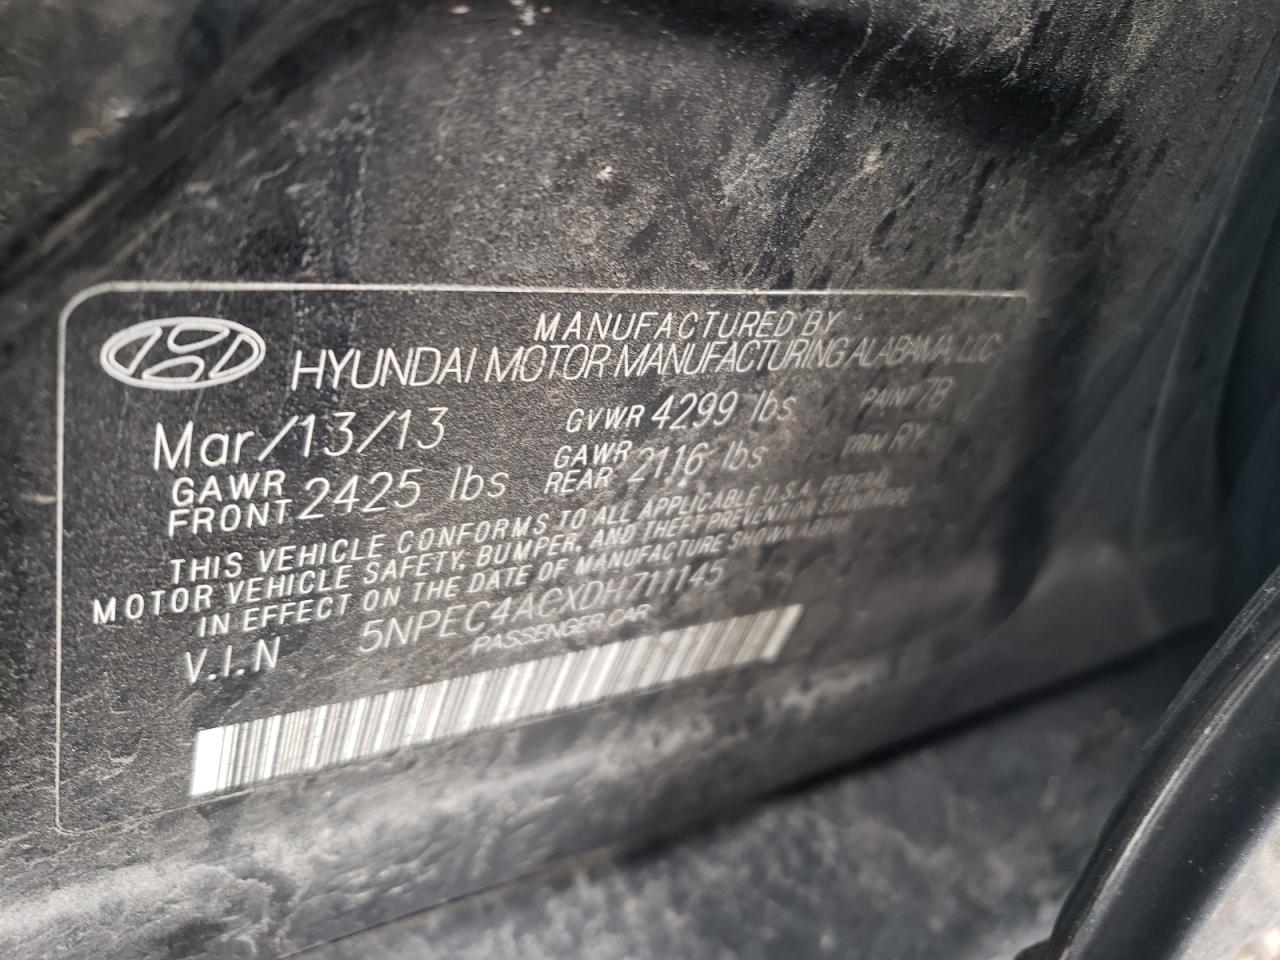 MANUFACTURED BY
HYUNDAI MOTOR MANUFACTURING ALABAMA, LLC
Mar/13/13 GVWR 4299 lbs PAINT 7B
GAWR FRONT 2425 lbs GAWR REAR 2116 lbs TRIM RY
THIS VEHICLE CONFORMS TO ALL APPLICABLE U.S.A. FEDERAL
MOTOR VEHICLE SAFETY, BUMPER, AND THEFT PREVENTION STANDARDS
IN EFFECT ON THE DATE OF MANUFACTURE SHOWN ABOVE.
V.I.N 5NPEC4ACXDH711145
PASSENGER CAR